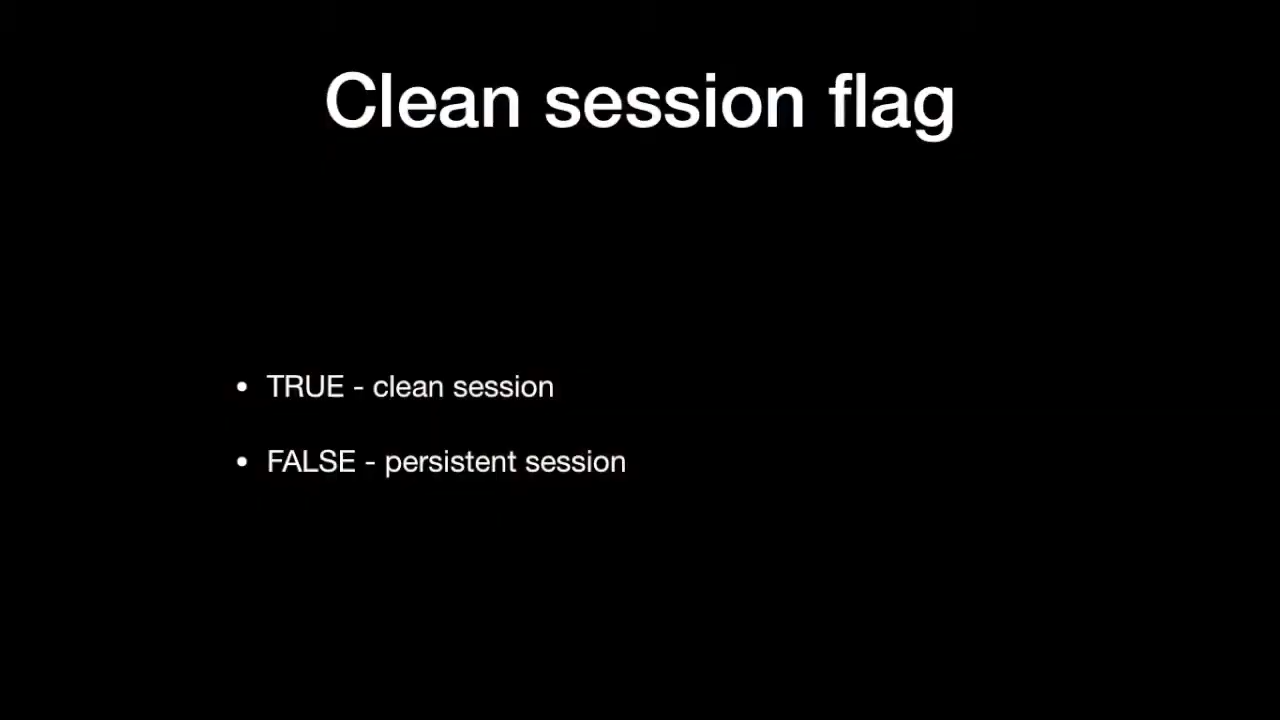 Clean session flag
• TRUE - clean session
• FALSE - persistent session